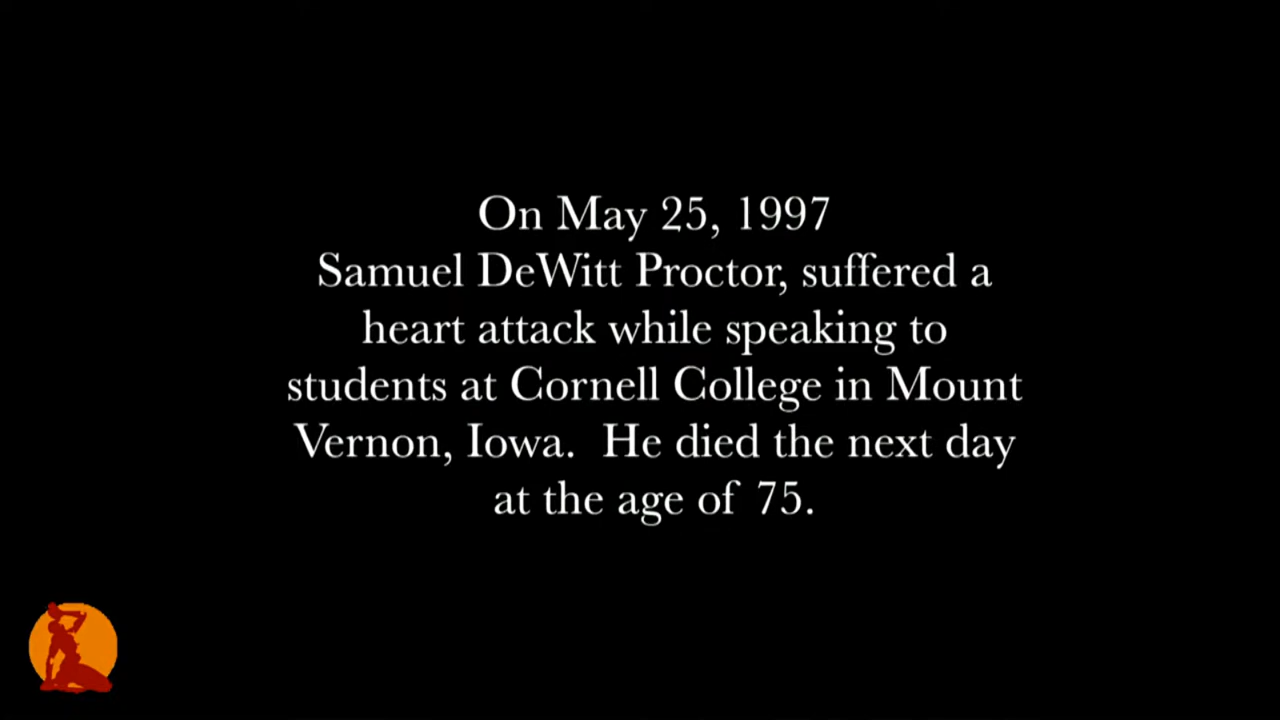 On May 25, 1997
Samuel DeWitt Proctor, suffered a
heart attack while speaking to
students at Cornell College in Mount
Vernon, Iowa.  He died the next day
at the age of 75.